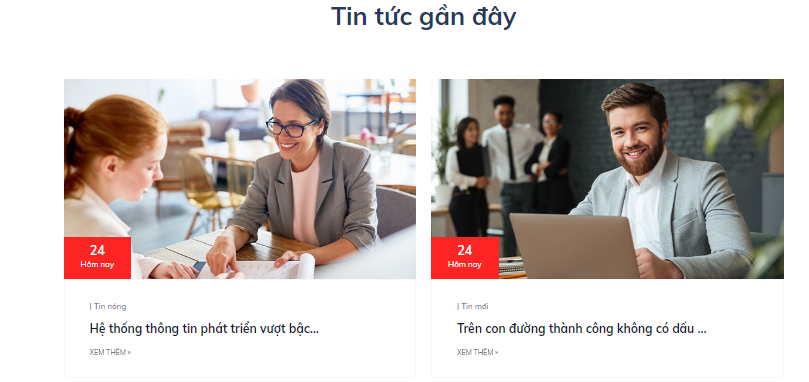 Tin tức gần đây
24
Hôm nay
24
Hôm nay
| Tin nóng
Hệ thống thông tin phát triển vượt bậc...
XEM THÊM »
| Tin mới
Trên con đường thành công không có dấu ...
XEM THÊM »